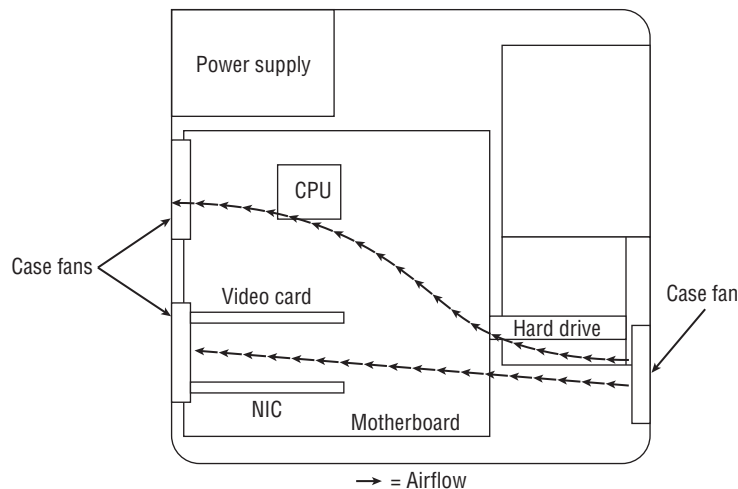 Power supply
CPU
Case fans
Video card
Case fan
Hard drive
NIC
Motherboard
= Airflow